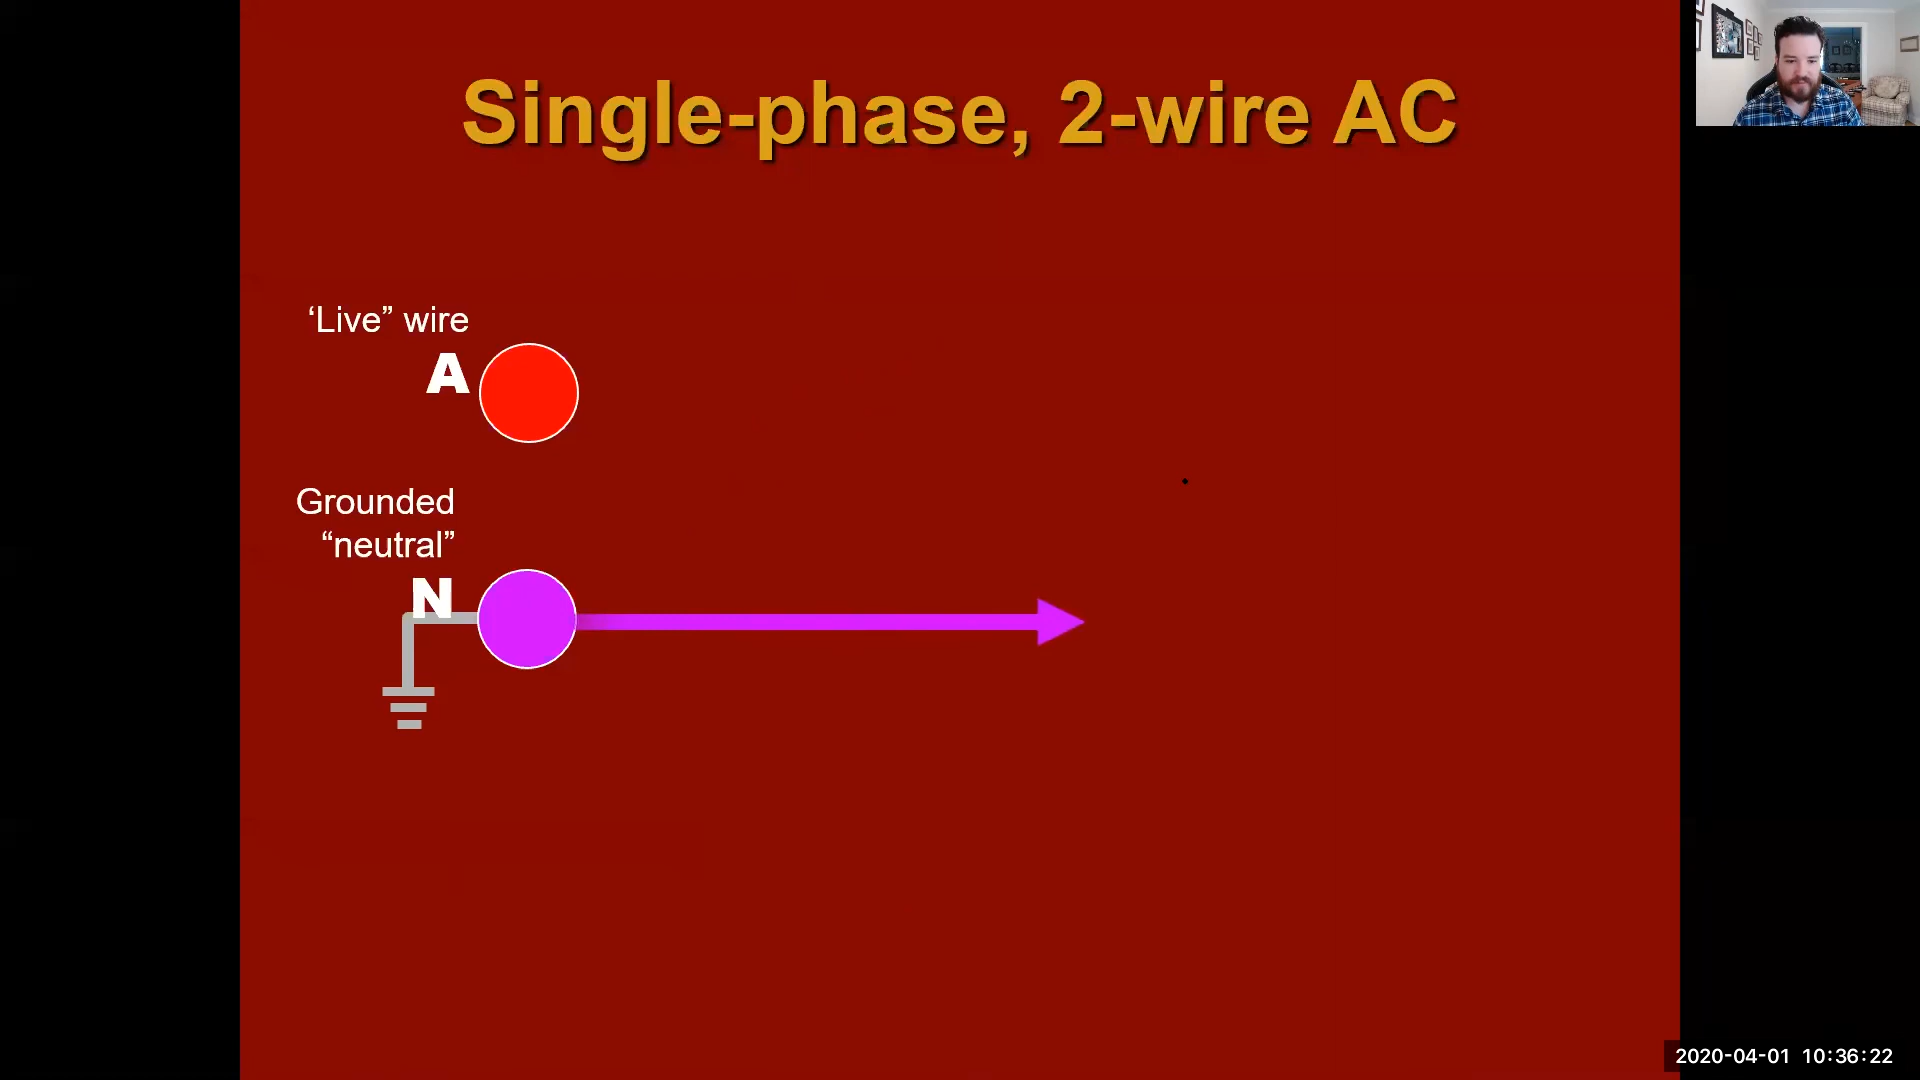 Single-phase, 2-wire AC
‘Live” wire
A
Grounded
“neutral”
N
2020-04-01 10:36:22